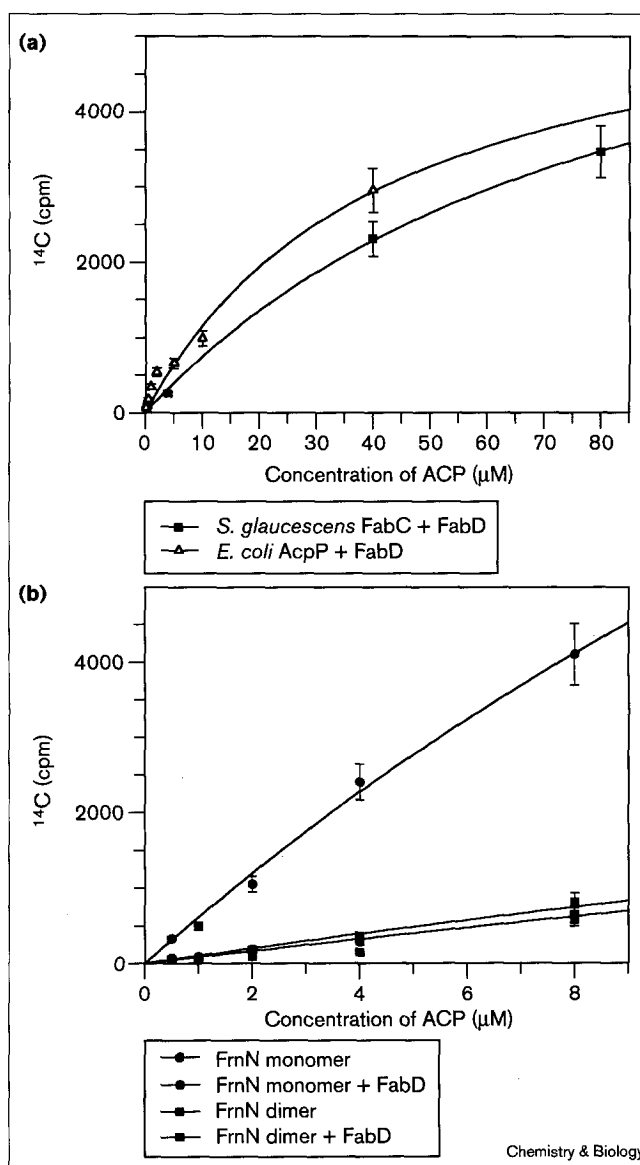 (a)
4000
2000
0
¹⁴C (cpm)
0 10 20 30 40 50 60 70 80
Concentration of ACP (μM)
S. glaucescens FabC + FabD
E. coli AcpP + FabD
(b)
4000
2000
0
¹⁴C (cpm)
0 2 4 6 8
Concentration of ACP (μM)
FrnN monomer
FrnN monomer + FabD
FrnN dimer
FrnN dimer + FabD
Chemistry & Biology